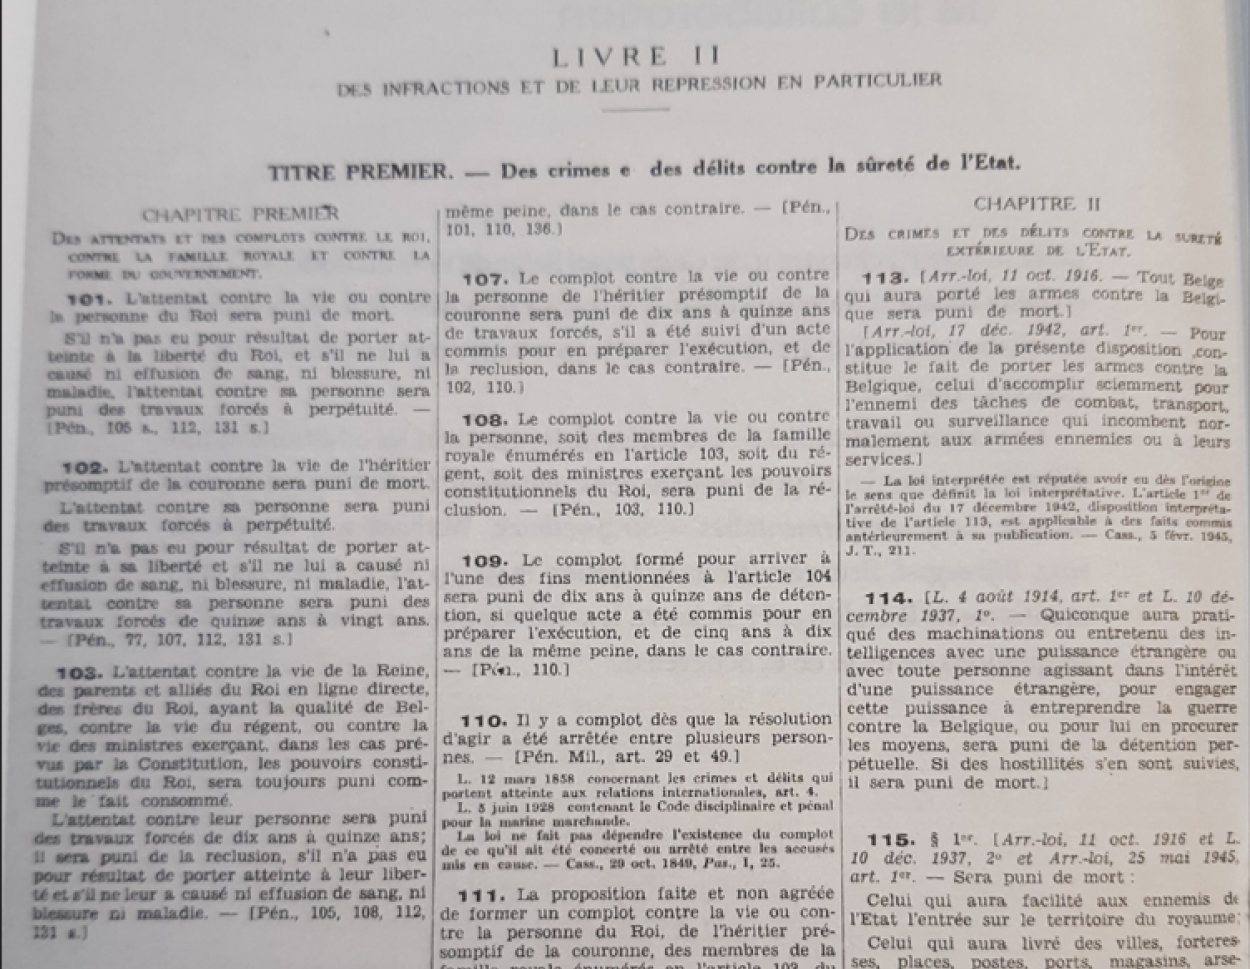 LIVRE II
DES INFRACTIONS ET DE LEUR REPRESSION EN PARTICULIER
TITRE PREMIER. — Des crimes e des délits contre la sûreté de l'Etat.
CHAPITRE PREMIER
DES ATTENTATS ET DES COMPLOTS CONTRE LE ROI,
CONTRE LA FAMILLE ROYALE ET CONTRE LA
FORME DU GOUVERNEMENT.
101. L'attentat contre la vie ou contre
la personne du Roi sera puni de mort.
S'il n'a pas eu pour résultat de porter at-
teinte à la liberté du Roi, et s'il ne lui a
causé ni effusion de sang, ni blessure, ni
maladie, l'attentat contre sa personne sera
puni des travaux forcés à perpétuité. —
[Pén., 105 s., 112, 131 s.]
102. L'attentat contre la vie de l'héritier
présomptif de la couronne sera puni de mort.
L'attentat contre sa personne sera puni
des travaux forcés à perpétuité.
S'il n'a pas eu pour résultat de porter at-
teinte à sa liberté et s'il ne lui a causé ni
effusion de sang, ni blessure, ni maladie, l'at-
tentat contre sa personne sera puni des
travaux forcés de quinze ans à vingt ans.
— [Pén., 77, 107, 112, 131 s.]
103. L'attentat contre la vie de la Reine,
des parents et alliés du Roi en ligne directe,
des frères du Roi, ayant la qualité de Bel-
ges, contre la vie du régent, ou contre la
vie des ministres exerçant, dans les cas pré-
vus par la Constitution, les pouvoirs consti-
tutionnels du Roi, sera toujours puni com-
me le fait consommé.
L'attentat contre leur personne sera puni
des travaux forcés de dix ans à quinze ans;
il sera puni de la reclusion, s'il n'a pas eu
pour résultat de porter atteinte à leur liber-
té et s'il ne leur a causé ni effusion de sang, ni
blessure ni maladie. — [Pén., 105, 108, 112,
131 s.]
même peine, dans le cas contraire. — [Pén.,
101, 110, 136.]
107. Le complot contre la vie ou contre
la personne de l'héritier présomptif de la
couronne sera puni de dix ans à quinze ans
de travaux forcés, s'il a été suivi d'un acte
commis pour en préparer l'exécution, et de
la reclusion, dans le cas contraire. — [Pén.,
102, 110.]
108. Le complot contre la vie ou contre
la personne, soit des membres de la famille
royale énumérés en l'article 103, soit du ré-
gent, soit des ministres exerçant les pouvoirs
constitutionnels du Roi, sera puni de la ré-
clusion. — [Pén., 103, 110.]
109. Le complot formé pour arriver à
l'une des fins mentionnées à l'article 104
sera puni de dix ans à quinze ans de déten-
tion, si quelque acte a été commis pour en
préparer l'exécution, et de cinq ans à dix
ans de la même peine, dans le cas contraire.
— [Pén., 110.]
110. Il y a complot dès que la résolution
d'agir a été arrêtée entre plusieurs person-
nes. — [Pén. Mil., art. 29 et 49.]
L. 12 mars 1858 concernant les crimes et délits qui
portent atteinte aux relations internationales, art. 4.
L. 5 juin 1928 contenant le Code disciplinaire et pénal
pour la marine marchande.
La loi ne fait pas dépendre l'existence du complot
de ce qu'il ait été concerté ou arrêté entre les accusés
mis en cause. — Cass., 29 oct. 1849, Pas., I, 25.
111. La proposition faite et non agréée
de former un complot contre la vie ou con-
tre la personne du Roi, de l'héritier pré-
somptif de la couronne, des membres de la
famille royale énumérés en l'article 103, du
CHAPITRE II
DES CRIMES ET DES DÉLITS CONTRE LA SURETÉ
EXTÉRIEURE DE L'ETAT.
113. [Arr.-loi, 11 oct. 1916. — Tout Belge
qui aura porté les armes contre la Belgi-
que sera puni de mort.]
[Arr.-loi, 17 déc. 1942, art. 1er. — Pour
l'application de la présente disposition con-
stitue le fait de porter les armes contre la
Belgique, celui d'accomplir sciemment pour
l'ennemi des tâches de combat, transport,
travail ou surveillance qui incombent nor-
malement aux armées ennemies ou à leurs
services.]
— La loi interprétée est réputée avoir eu dès l'origine
le sens que définit la loi interprétative. L'article 1er de
l'arrêté-loi du 17 décembre 1942, disposition interpréta-
tive de l'article 113, est applicable à des faits commis
antérieurement à sa publication. — Cass., 5 févr. 1945,
J. T., 211.
114. [L. 4 août 1914, art. 1er et L. 10 dé-
cembre 1937, 1o. — Quiconque aura prati-
qué des machinations ou entretenu des in-
telligences avec une puissance étrangère ou
avec toute personne agissant dans l'intérêt
d'une puissance étrangère, pour engager
cette puissance à entreprendre la guerre
contre la Belgique, ou pour lui en procurer
les moyens, sera puni de la détention per-
pétuelle. Si des hostilités s'en sont suivies,
il sera puni de mort.]
115. § 1er. [Arr.-loi, 11 oct. 1916 et L.
10 déc. 1937, 2o et Arr.-loi, 25 mai 1945,
art. 1er. — Sera puni de mort :
Celui qui aura facilité aux ennemis de
l'Etat l'entrée sur le territoire du royaume;
Celui qui aura livré des villes, forteres-
ses, places, postes, ports, magasins, arse-